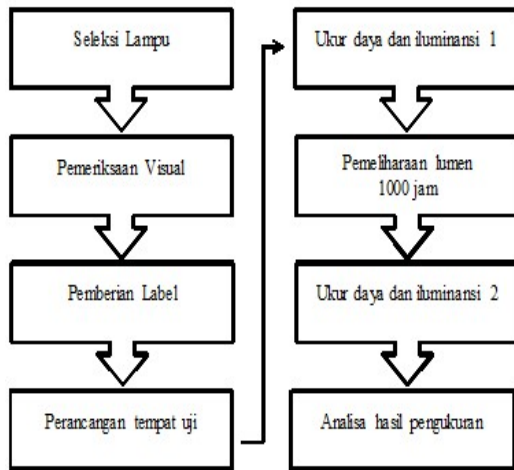 Seleksi Lampu
Pemeriksaan Visual
Pemberian Label
Perancangan tempat uji
Ukur daya dan iluminansi 1
Pemeliharaan lumen
1000 jam
Ukur daya dan iluminansi 2
Analisa hasil pengukuran